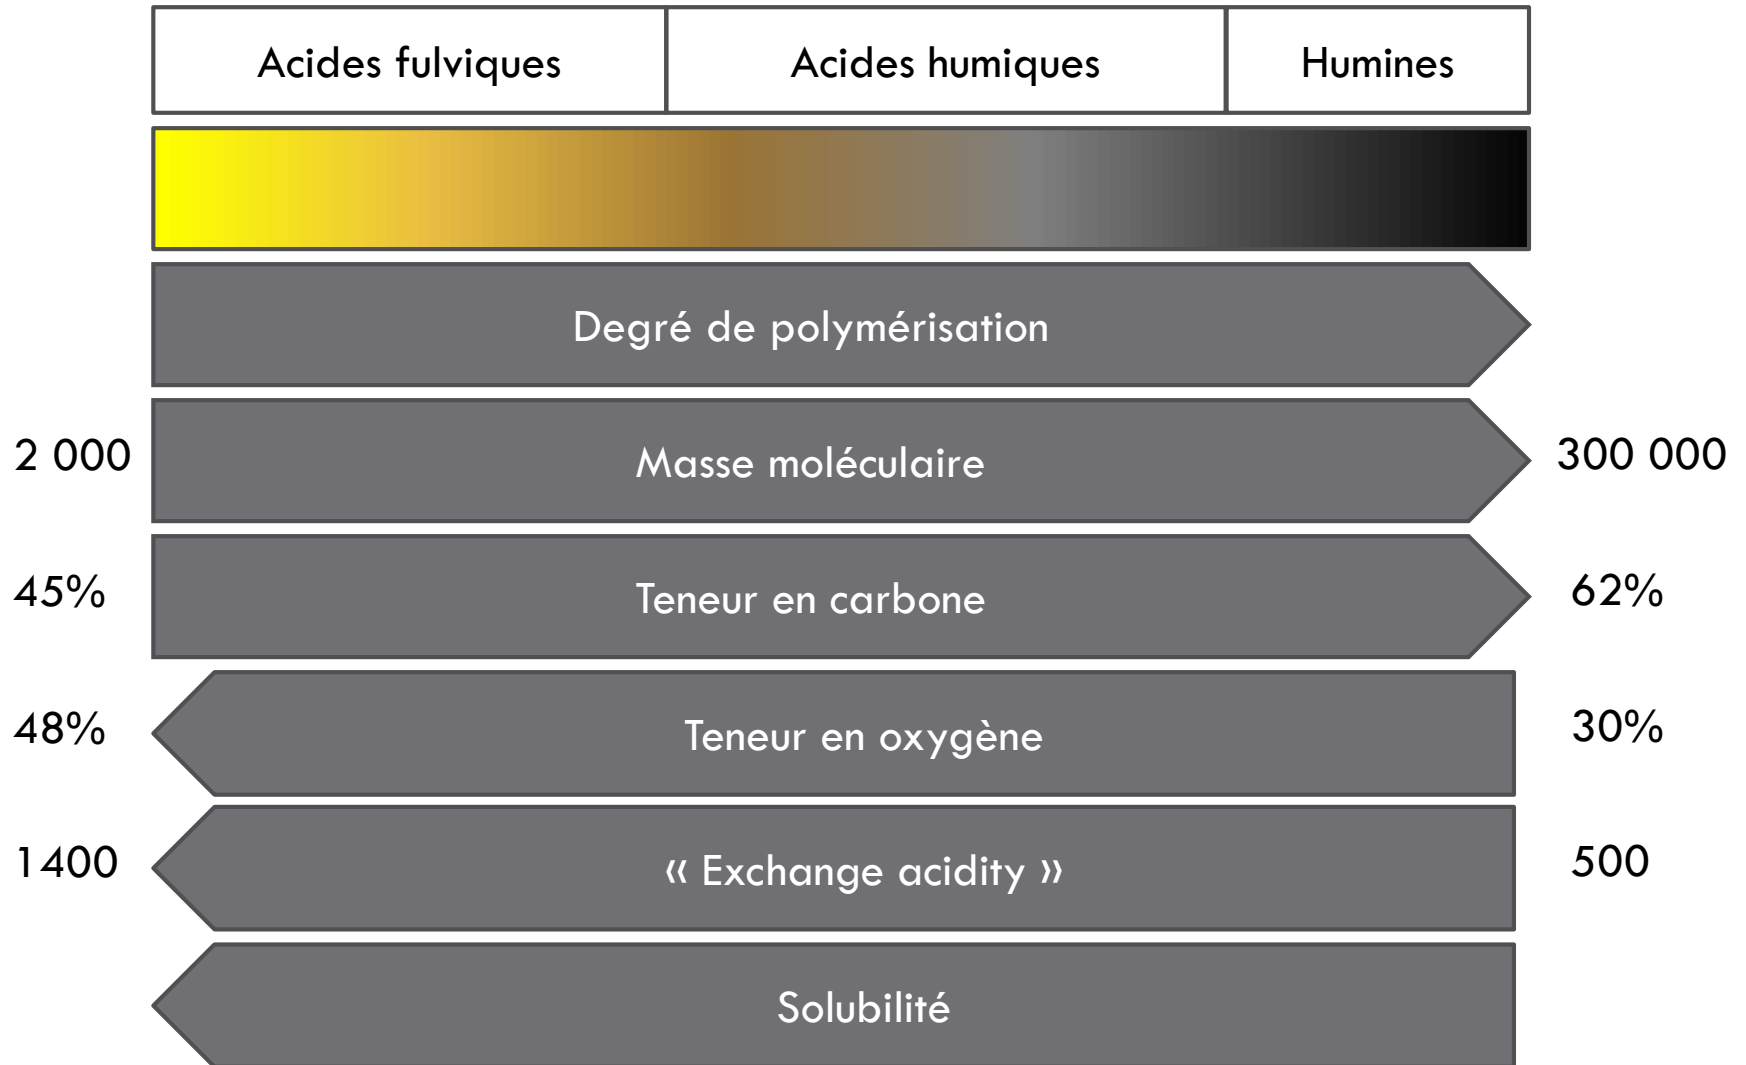 Acides fulviques Acides humiques Humines
Degré de polymérisation
2 000 Masse moléculaire 300 000
45% Teneur en carbone 62%
48% Teneur en oxygène 30%
1400 « Exchange acidity » 500
Solubilité